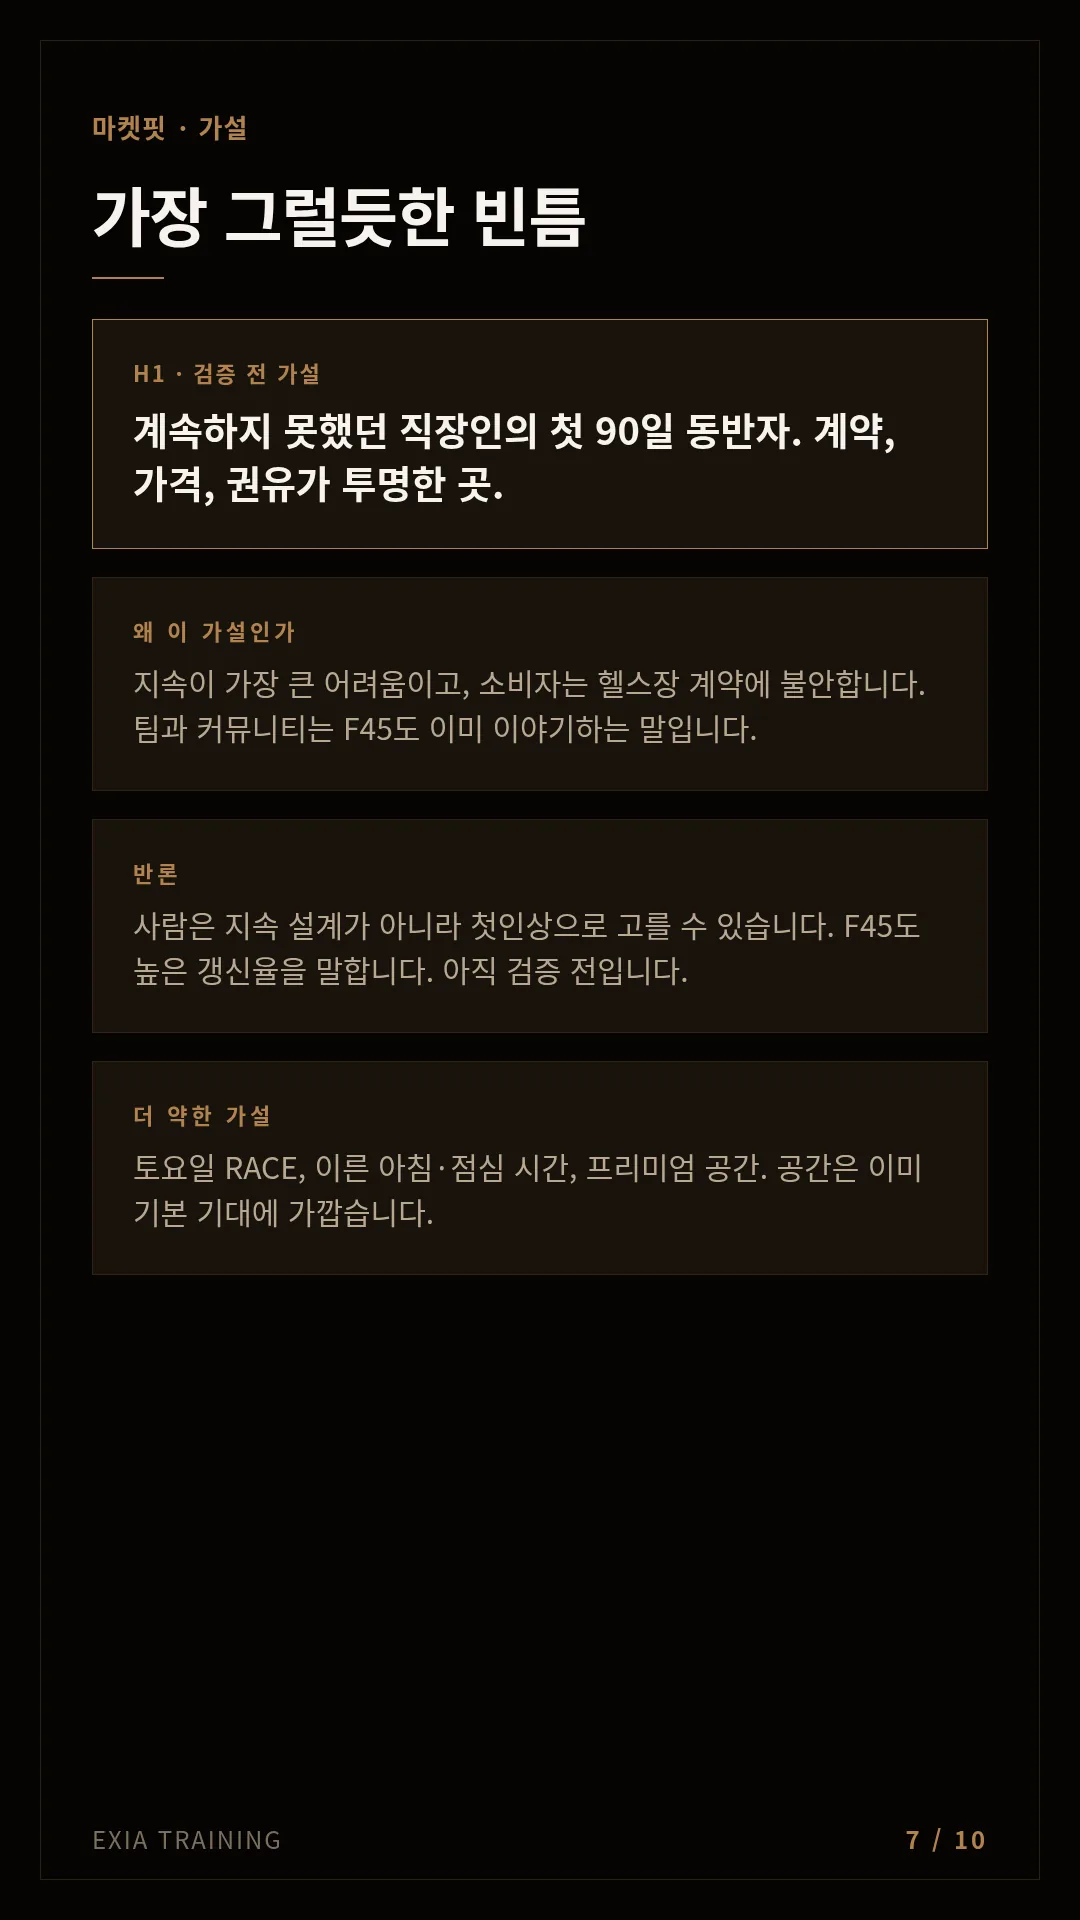 마켓핏 · 가설
가장 그럴듯한 빈틈
H1 · 검증 전 가설
계속하지 못했던 직장인의 첫 90일 동반자. 계약,
가격, 권유가 투명한 곳.
왜 이 가설인가
지속이 가장 큰 어려움이고, 소비자는 헬스장 계약에 불안합니다.
팀과 커뮤니티는 F45도 이미 이야기하는 말입니다.
반론
사람은 지속 설계가 아니라 첫인상으로 고를 수 있습니다. F45도
높은 갱신율을 말합니다. 아직 검증 전입니다.
더 약한 가설
토요일 RACE, 이른 아침·점심 시간, 프리미엄 공간. 공간은 이미
기본 기대에 가깝습니다.
EXIA TRAINING
7 / 10